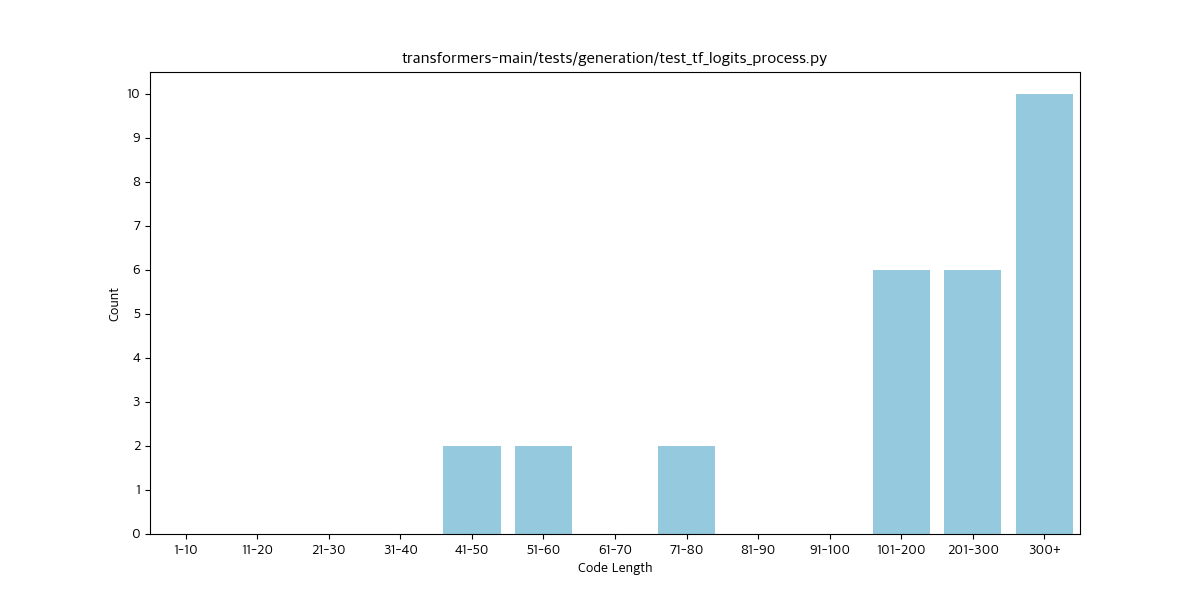 transformers-main/tests/generation/test_tf_logits_process.py
10
9
8
7
6
5
4
3
2
1
0
Count
1-10 11-20 21-30 31-40 41-50 51-60 61-70 71-80 81-90 91-100 101-200 201-300 300+
Code Length